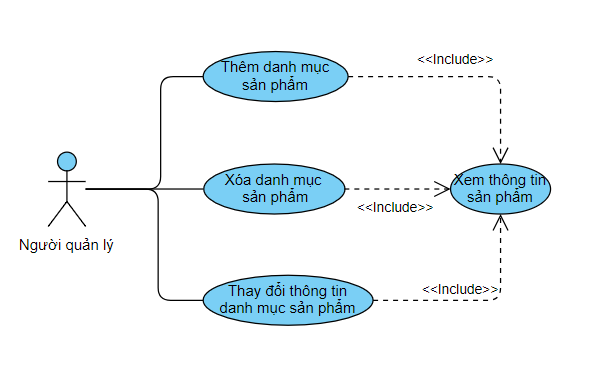 <<Include>>
Thêm danh mục
sản phẩm
Xóa danh mục
sản phẩm
<<Include>>
Xem thông tin
sản phẩm
Người quản lý
Thay đổi thông tin
danh mục sản phẩm
<<Include>>